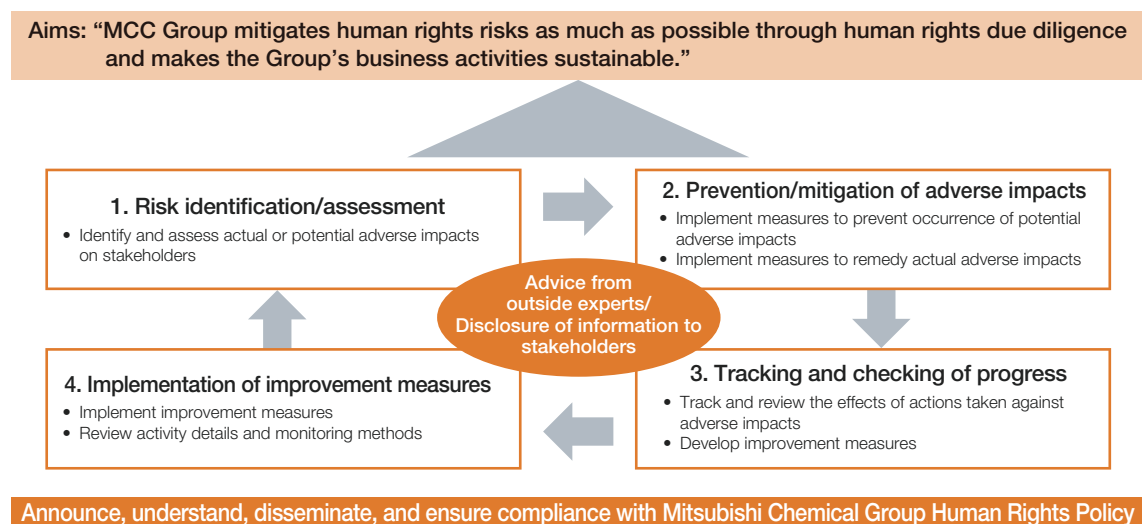 Aims: “MCC Group mitigates human rights risks as much as possible through human rights due diligence
and makes the Group’s business activities sustainable.”
1. Risk identification/assessment
• Identify and assess actual or potential adverse impacts
on stakeholders
2. Prevention/mitigation of adverse impacts
• Implement measures to prevent occurrence of potential
adverse impacts
• Implement measures to remedy actual adverse impacts
Advice from
outside experts/
Disclosure of information to
stakeholders
4. Implementation of improvement measures
• Implement improvement measures
• Review activity details and monitoring methods
3. Tracking and checking of progress
• Track and review the effects of actions taken against
adverse impacts
• Develop improvement measures
Announce, understand, disseminate, and ensure compliance with Mitsubishi Chemical Group Human Rights Policy